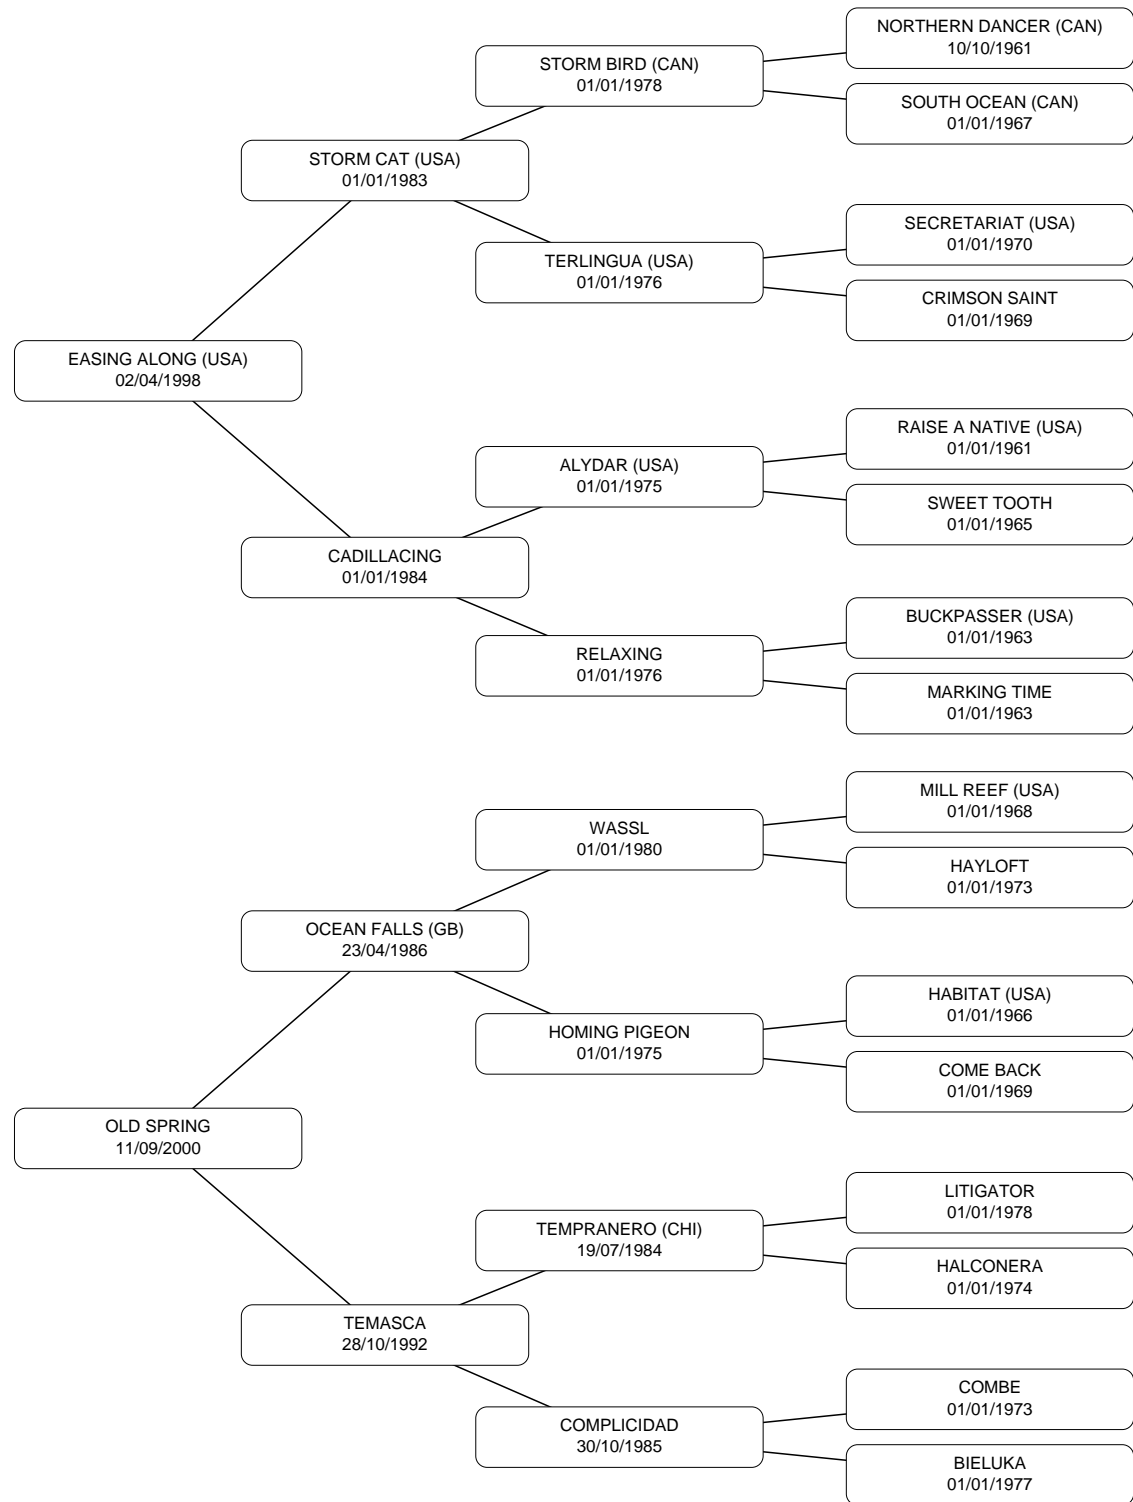 NORTHERN DANCER (CAN)
10/10/1961
STORM BIRD (CAN)
01/01/1978
SOUTH OCEAN (CAN)
01/01/1967
STORM CAT (USA)
01/01/1983
SECRETARIAT (USA)
01/01/1970
TERLINGUA (USA)
01/01/1976
CRIMSON SAINT
01/01/1969
EASING ALONG (USA)
02/04/1998
RAISE A NATIVE (USA)
01/01/1961
ALYDAR (USA)
01/01/1975
SWEET TOOTH
01/01/1965
CADILLACING
01/01/1984
BUCKPASSER (USA)
01/01/1963
RELAXING
01/01/1976
MARKING TIME
01/01/1963
MILL REEF (USA)
01/01/1968
WASSL
01/01/1980
HAYLOFT
01/01/1973
OCEAN FALLS (GB)
23/04/1986
HABITAT (USA)
01/01/1966
HOMING PIGEON
01/01/1975
COME BACK
01/01/1969
OLD SPRING
11/09/2000
LITIGATOR
01/01/1978
TEMPRANERO (CHI)
19/07/1984
HALCONERA
01/01/1974
TEMASCA
28/10/1992
COMBE
01/01/1973
COMPLICIDAD
30/10/1985
BIELUKA
01/01/1977